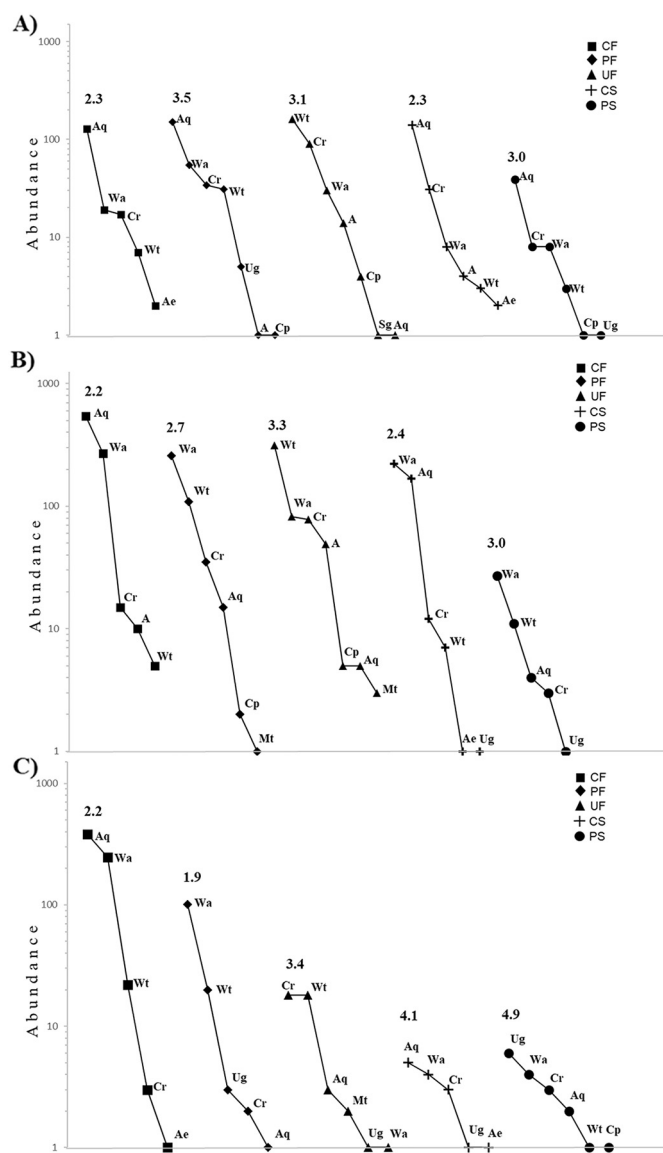 A)
Abundance
1000
100
10
1
CF
PF
UF
CS
PS
2.3
Aq
Wa
Cr
Wt
Ae
3.5
Aq
Wa
Cr
Wt
Ug
A
Cp
3.1
Wt
Cr
Wa
A
Cp
Sg
Aq
2.3
Aq
Cr
Wa
A
Wt
Ae
3.0
Aq
Cr
Wa
Wt
Cp
Ug
B)
Abundance
1000
100
10
1
CF
PF
UF
CS
PS
2.2
Aq
Wa
Cr
A
Wt
2.7
Wa
Wt
Cr
Aq
Cp
Mt
3.3
Wt
Wa
Cr
A
Cp
Aq
Mt
2.4
Wa
Aq
Cr
Wt
Ae
Ug
3.0
Wa
Wt
Aq
Cr
Ug
C)
Abundance
1000
100
10
1
CF
PF
UF
CS
PS
2.2
Aq
Wa
Wt
Cr
Ae
1.9
Wa
Wt
Ug
Cr
Aq
3.4
Cr
Wt
Aq
Mt
Ug
Wa
4.1
Aq
Wa
Cr
Ug
Ae
4.9
Ug
Wa
Cr
Aq
Wt
Cp